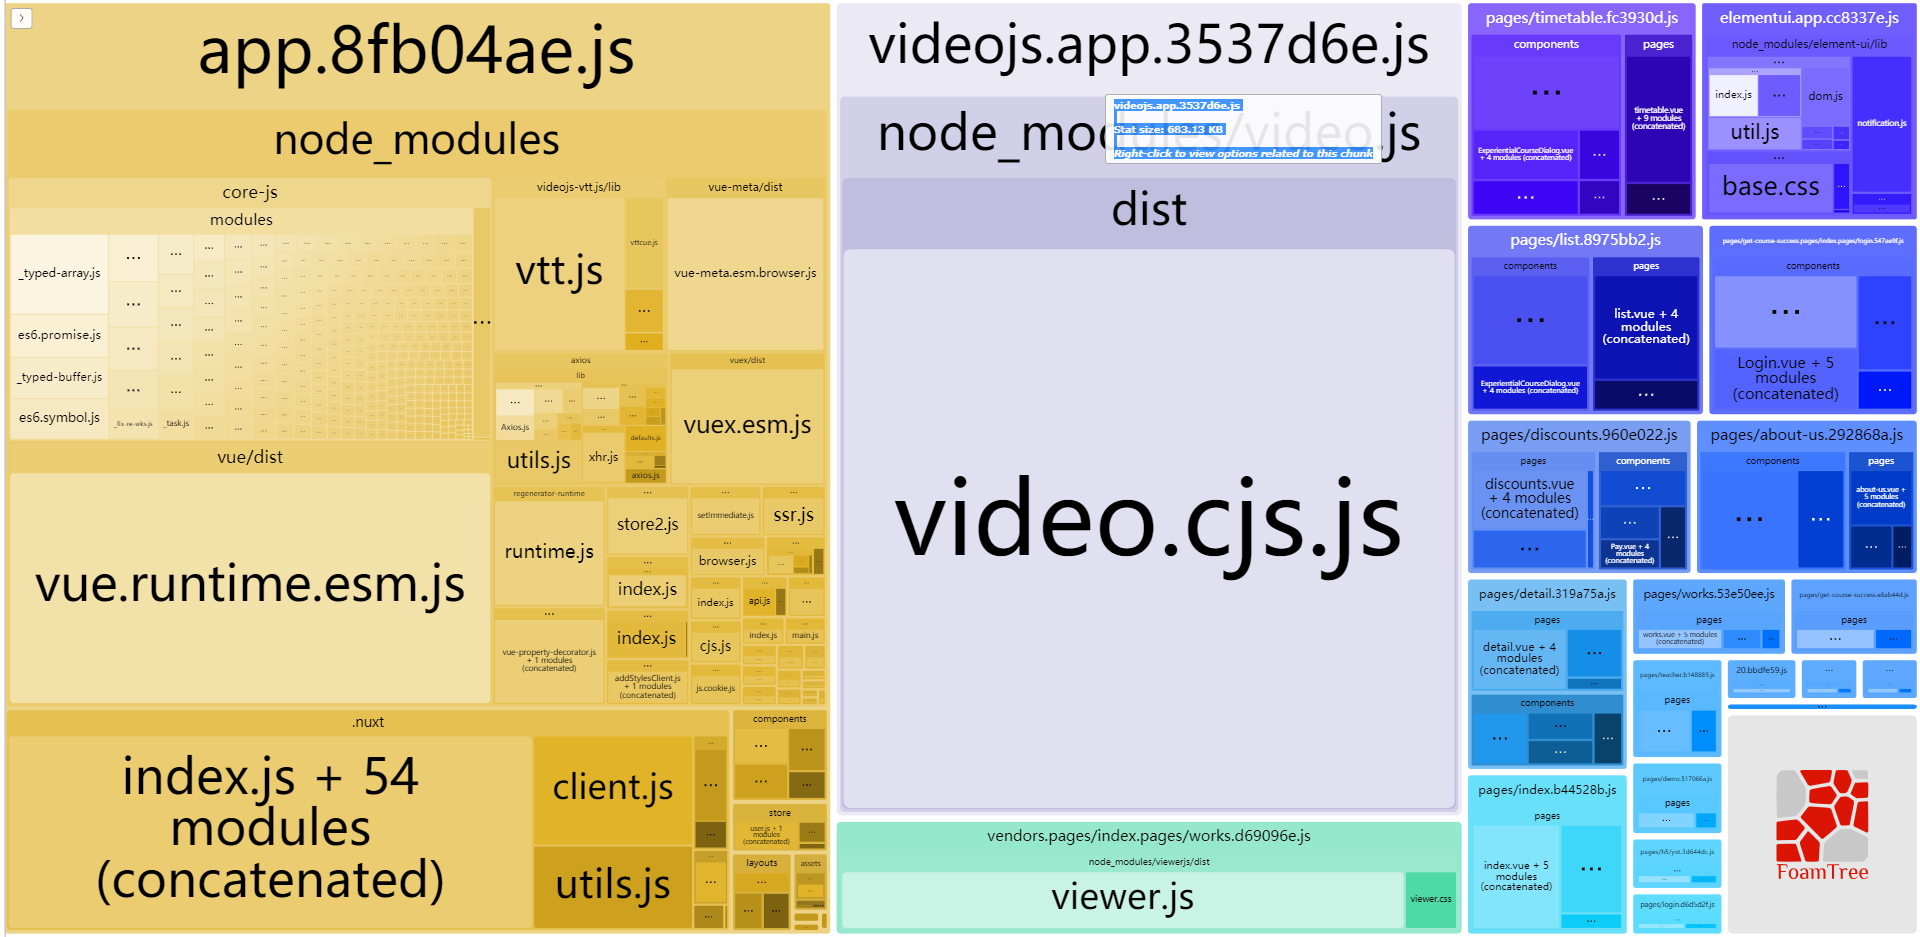 app.8fb04ae.js
node_modules
core-js
modules
_typed-array.js
es6.promise.js
_typed-buffer.js
es6.symbol.js
_fix-re-wks.js
_task.js
vue/dist
vue.runtime.esm.js
videojs-vtt.js/lib
vtt.js
vttcue.js
vue-meta/dist
vue-meta.esm.browser.js
axios
lib
Axios.js
utils.js
xhr.js
defaults.js
axios.js
vuex/dist
vuex.esm.js
regenerator-runtime
runtime.js
store2.js
setImmediate.js
ssr.js
browser.js
index.js
index.js
api.js
index.js
cjs.js
index.js
main.js
vue-property-decorator.js
+ 1 modules
(concatenated)
addStylesClient.js
+ 1 modules
(concatenated)
js.cookie.js
.nuxt
index.js + 54
modules
(concatenated)
client.js
utils.js
components
store
user.js + 1
modules
(concatenated)
layouts
assets
videojs.app.3537d6e.js
node_modules/video.js
videojs.app.3537d6e.js
Stat size: 683.13 KB
Right-click to view options related to this chunk
dist
video.cjs.js
vendors.pages/index.pages/works.d69096e.js
node_modules/viewerjs/dist
viewer.js
viewer.css
pages/timetable.fc3930d.js
components
pages
timetable.vue
+ 9 modules
(concatenated)
ExperientialCourseDialog.vue
+ 4 modules (concatenated)
elementui.app.cc8337e.js
node_modules/element-ui/lib
index.js
dom.js
util.js
notification.js
base.css
pages/list.8975bb2.js
components
pages
list.vue + 4
modules
(concatenated)
ExperientialCourseDialog.vue
+ 4 modules (concatenated)
pages/get-course-success.pages/index.pages/login.547ae9f.js
components
Login.vue + 5
modules
(concatenated)
pages/discounts.960e022.js
pages
discounts.vue
+ 4 modules
(concatenated)
components
Pay.vue + 4
modules
(concatenated)
pages/about-us.292868a.js
components
pages
about-us.vue +
5 modules
(concatenated)
pages/detail.319a75a.js
pages
detail.vue + 4
modules
(concatenated)
components
pages/works.53e50ee.js
pages
works.vue + 5 modules
(concatenated)
pages/get-course-success.e8ab44d.js
pages
pages/teacher.b148889.js
pages
20.bbdfe59.js
pages/index.b44528b.js
pages
index.vue + 5
modules
(concatenated)
pages/demo.517066a.js
pages
pages/h5/yxt.3d644dc.js
pages/login.d6d5d2f.js
FoamTree